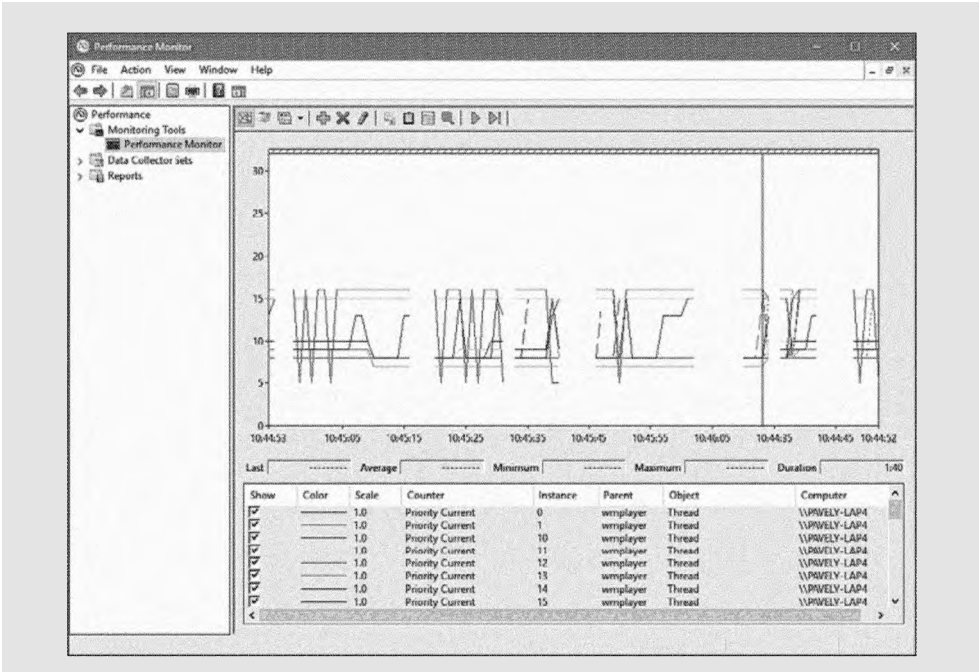 Performance Monitor
File Action View Window Help
Performance
Monitoring Tools
Performance Monitor
Data Collector Sets
Reports
30
25
20
15
10
5
0
10:44:53 10:45:05 10:45:15 10:45:25 10:45:35 10:45:45 10:45:55 10:46:05 10:44:35 10:44:45 10:44:52
Last --------- Average --------- Minimum --------- Maximum --------- Duration 1:40
Show Color Scale Counter Instance Parent Object Computer
1.0 Priority Current 0 wmplayer Thread \\PAVELY-LAP4
1.0 Priority Current 1 wmplayer Thread \\PAVELY-LAP4
1.0 Priority Current 10 wmplayer Thread \\PAVELY-LAP4
1.0 Priority Current 11 wmplayer Thread \\PAVELY-LAP4
1.0 Priority Current 12 wmplayer Thread \\PAVELY-LAP4
1.0 Priority Current 13 wmplayer Thread \\PAVELY-LAP4
1.0 Priority Current 14 wmplayer Thread \\PAVELY-LAP4
1.0 Priority Current 15 wmplayer Thread \\PAVELY-LAP4